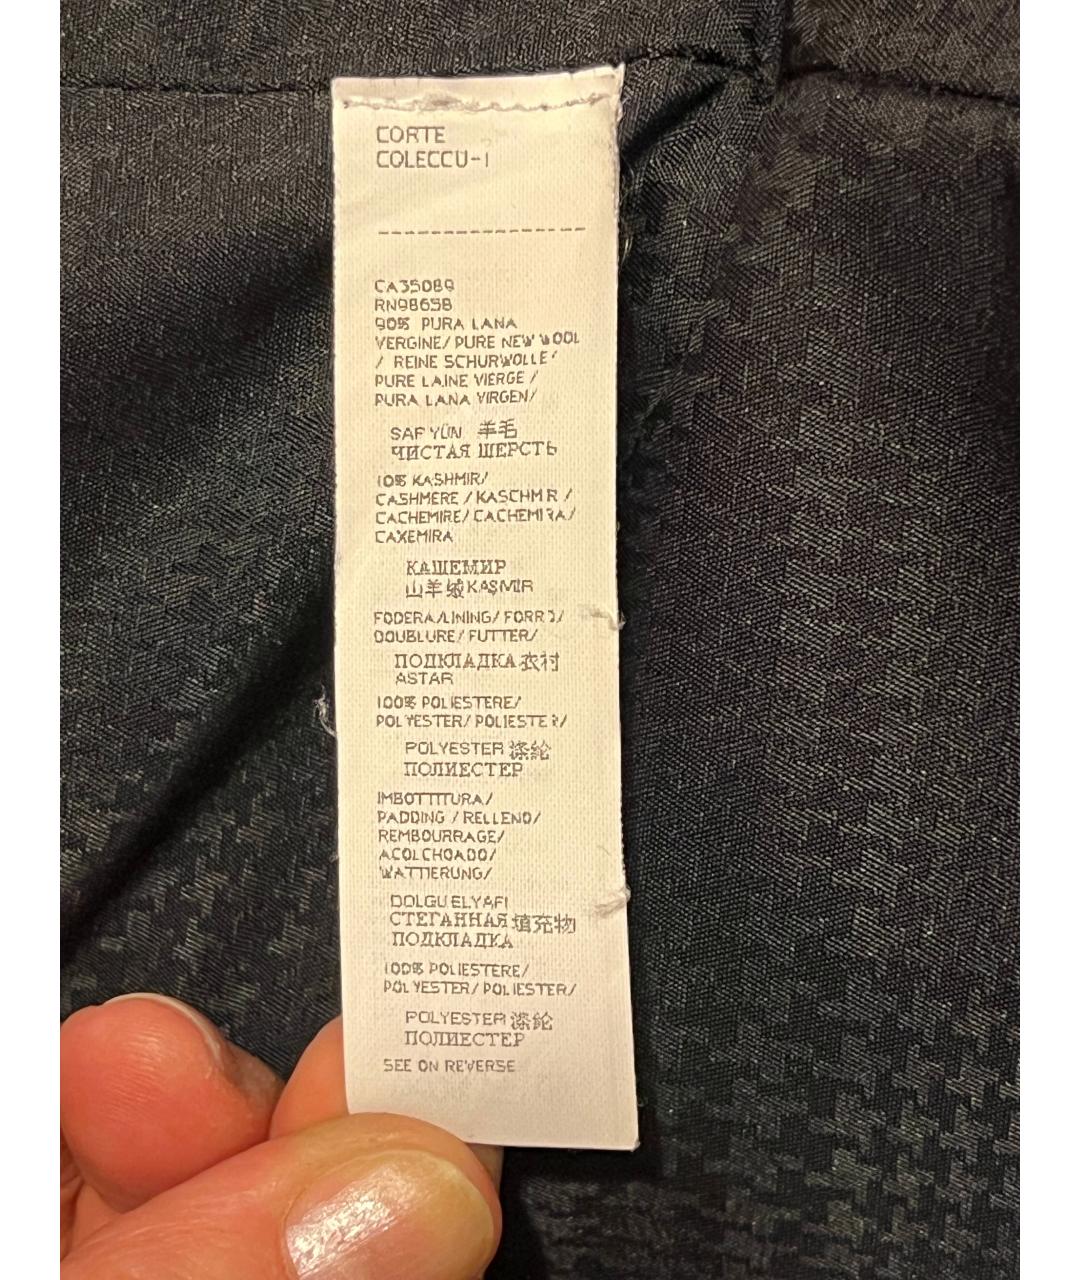 CORTE
COLECCU-1
----------------
CA35089
RN98658
90% PURA LANA
VERGINE/ PURE NEW WOOL
/ REINE SCHURWOLLE/
PURE LAINE VIERGE /
PURA LANA VIRGEN/
SAF YÜN 羊毛
ЧИСТАЯ ШЕРСТЬ
10% KASHMIR/
CASHMERE / KASCHMIR /
CACHEMIRE/ CACHEMIRA/
CAXEMIRA
КАШЕМИР
山羊绒 KASMIR
FODERA/LINING/ FORRO/
DOUBLURE/ FUTTER/
ПОДКЛАДКА 衣衬
ASTAR
100% POLIESTERE/
POLYESTER/ POLIESTER/
POLYESTER 涤纶
ПОЛИЕСТЕР
IMBOTTITURA/
PADDING / RELLENO/
REMBOURRAGE/
ACOLCHOADO/
WATTIERUNG/
DOLGU ELYAFI
СТЕГАННАЯ 填充物
ПОДКЛАДКА
100% POLIESTERE/
POLYESTER/ POLIESTER/
POLYESTER 涤纶
ПОЛИЕСТЕР
SEE ON REVERSE